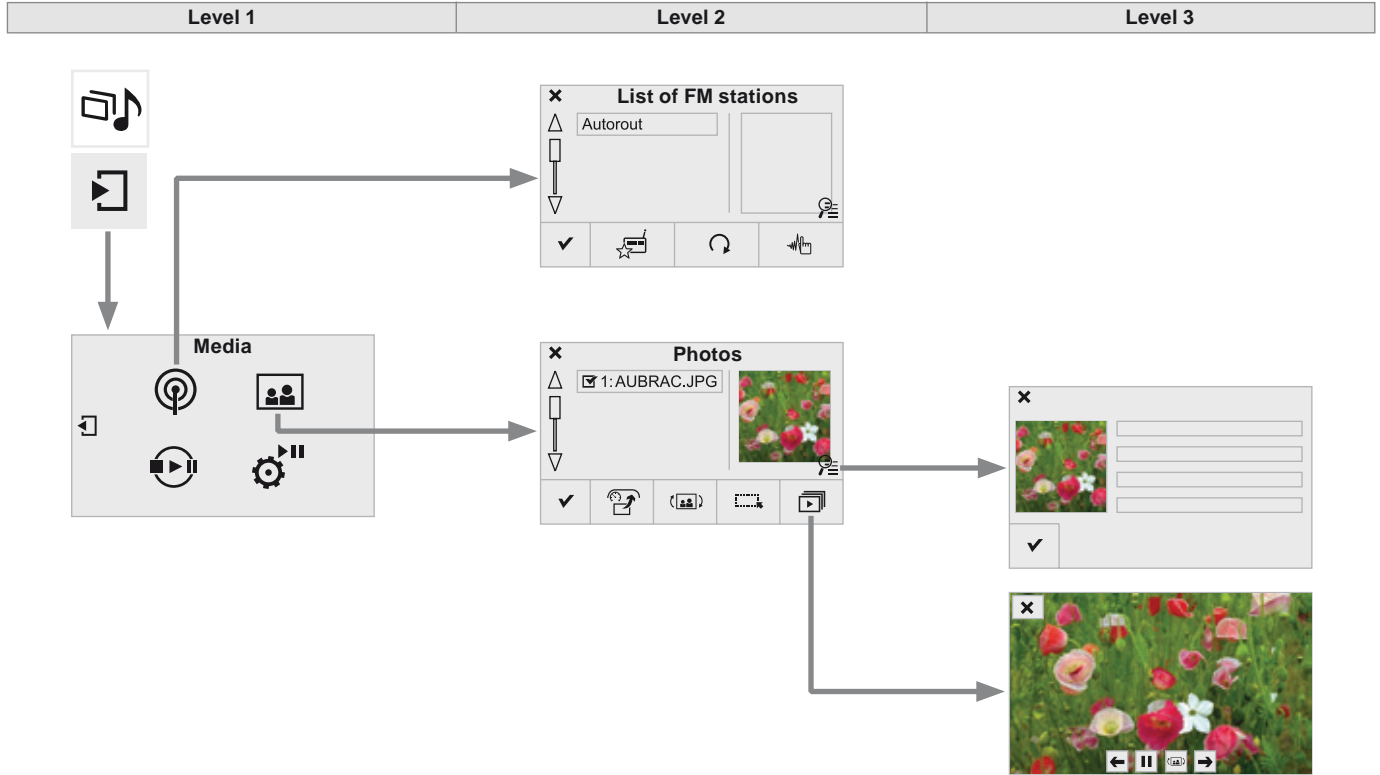 Level 1
Level 2
Level 3
List of FM stations
Autorout
Media
Photos
1: AUBRAC.JPG